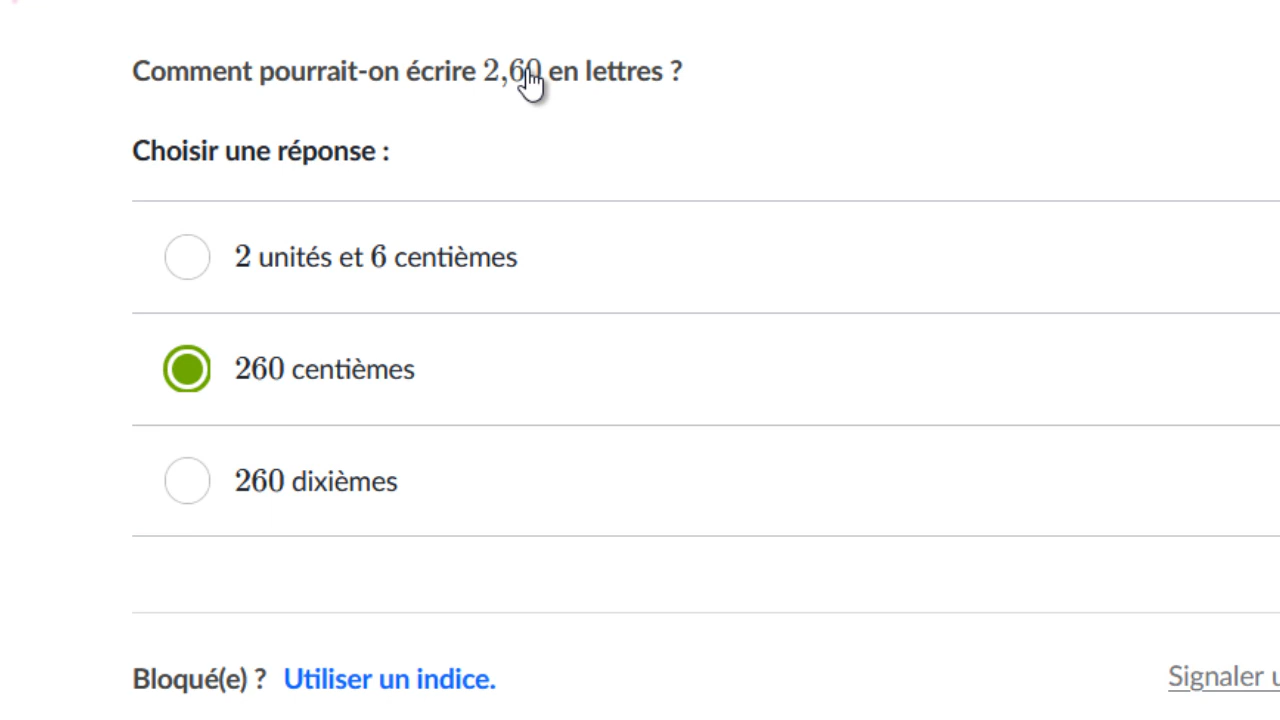 Comment pourrait-on écrire 2,60 en lettres ?
Choisir une réponse :
2 unités et 6 centièmes
260 centièmes
260 dixièmes
Bloqué(e) ? Utiliser un indice.
Signaler